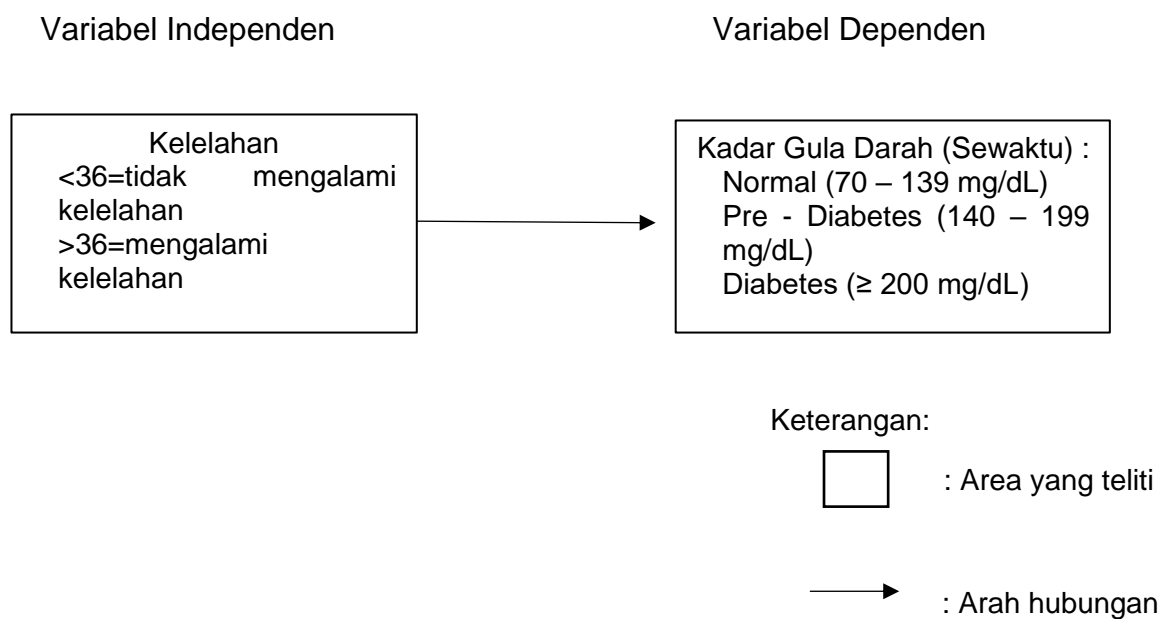 Variabel Independen
Variabel Dependen
Kelelahan
<36=tidak mengalami
kelelahan
>36=mengalami
kelelahan
Kadar Gula Darah (Sewaktu) :
Normal (70 – 139 mg/dL)
Pre - Diabetes (140 – 199
mg/dL)
Diabetes (≥ 200 mg/dL)
Keterangan:
: Area yang teliti
: Arah hubungan